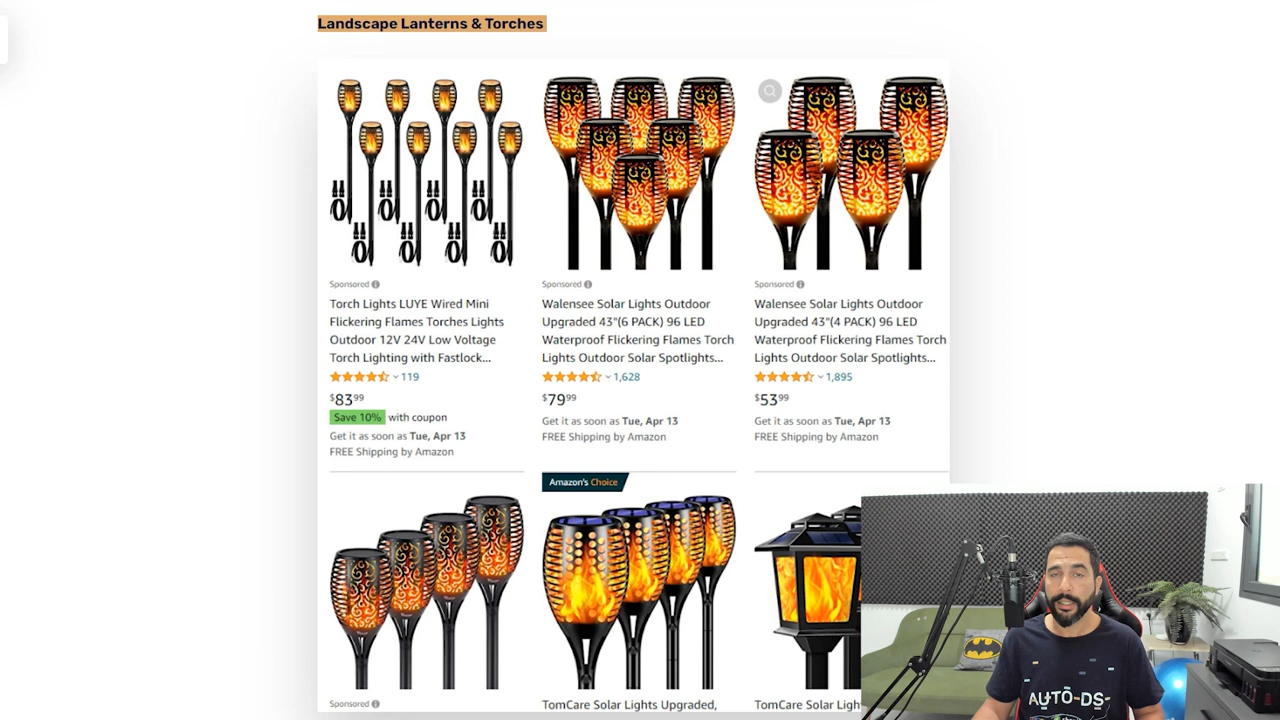 Landscape Lanterns & Torches
Sponsored
Torch Lights LUYE Wired Mini
Flickering Flames Torches Lights
Outdoor 12V 24V Low Voltage
Torch Lighting with Fastlock...
119
$8399
Save 10% with coupon
Get it as soon as Tue, Apr 13
FREE Shipping by Amazon
Sponsored
Walensee Solar Lights Outdoor
Upgraded 43"(6 PACK) 96 LED
Waterproof Flickering Flames Torch
Lights Outdoor Solar Spotlights...
1,628
$7999
Get it as soon as Tue, Apr 13
FREE Shipping by Amazon
Sponsored
Walensee Solar Lights Outdoor
Upgraded 43"(4 PACK) 96 LED
Waterproof Flickering Flames Torch
Lights Outdoor Solar Spotlights...
1,895
$5399
Get it as soon as Tue, Apr 13
FREE Shipping by Amazon
Sponsored
Amazon's Choice
TomCare Solar Lights Upgraded,
TomCare Solar Ligh
AUTO-DS